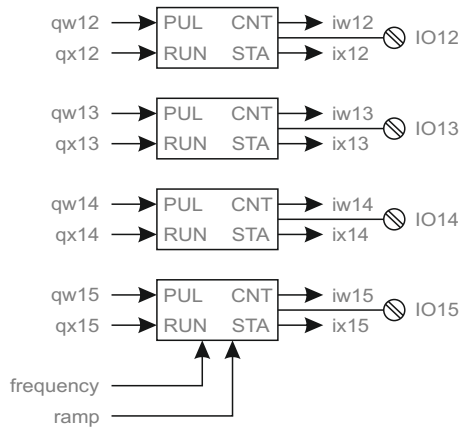 qw12 PUL CNT iw12 IO12
qx12 RUN STA ix12
qw13 PUL CNT iw13 IO13
qx13 RUN STA ix13
qw14 PUL CNT iw14 IO14
qx14 RUN STA ix14
qw15 PUL CNT iw15 IO15
qx15 RUN STA ix15
frequency
ramp